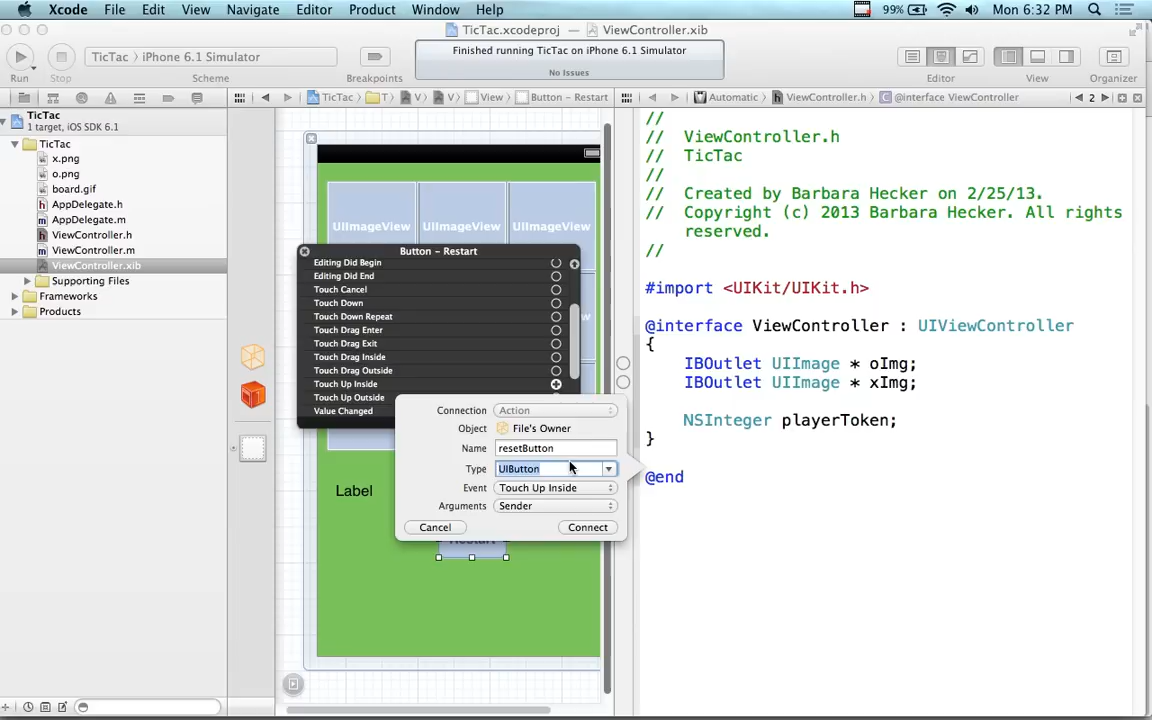 Xcode File Edit View Navigate Editor Product Window Help 99% Mon 6:32 PM
TicTac.xcodeproj — ViewController.xib
TicTac iPhone 6.1 Simulator
Finished running TicTac on iPhone 6.1 Simulator
No Issues
Run Stop Scheme Breakpoints Editor View Organizer
TicTac T V V View Button – Restart Automatic ViewController.h @interface ViewController 2
TicTac
1 target, iOS SDK 6.1
TicTac
x.png
o.png
board.gif
AppDelegate.h
AppDelegate.m
ViewController.h
ViewController.m
ViewController.xib
Supporting Files
Frameworks
Products
UIImageView UIImageView UIImageView
Button – Restart
Editing Did Begin
Editing Did End
Touch Cancel
Touch Down
Touch Down Repeat
Touch Drag Enter
Touch Drag Exit
Touch Drag Inside
Touch Drag Outside
Touch Up Inside
Touch Up Outside
Value Changed
Connection Action
Object File's Owner
Name resetButton
Type UIButton
Event Touch Up Inside
Arguments Sender
Cancel Connect
Label
Restart
//
// ViewController.h
// TicTac
//
// Created by Barbara Hecker on 2/25/13.
// Copyright (c) 2013 Barbara Hecker. All rights
reserved.
//
#import <UIKit/UIKit.h>
@interface ViewController : UIViewController
{
IBOutlet UIImage * oImg;
IBOutlet UIImage * xImg;
NSInteger playerToken;
}
@end